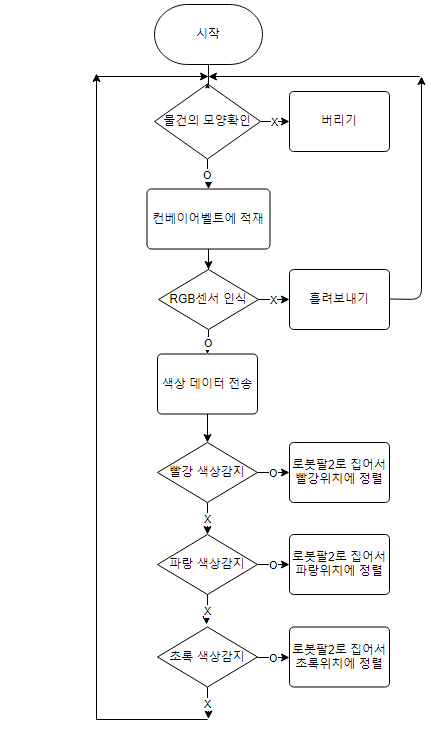 시작
물건의 모양확인
X
버리기
O
컨베이어벨트에 적재
RGB센서 인식
X
흘려보내기
O
색상 데이터 전송
빨강 색상감지
O
로봇팔2로 집어서
빨강위치에 정렬
X
파랑 색상감지
O
로봇팔2로 집어서
파랑위치에 정렬
X
초록 색상감지
O
로봇팔2로 집어서
초록위치에 정렬
X